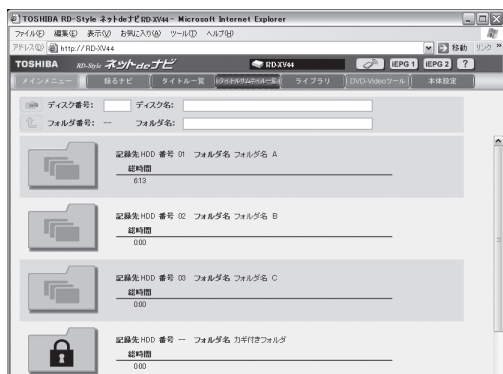 TOSHIBA RD-Style ネットdeナビ RD-XV44 - Microsoft Internet Explorer
ファイル(F) 編集(E) 表示(V) お気に入り(A) ツール(T) ヘルプ(H)
アドレス(D) http://RD-XV44 移動 リンク »
TOSHIBA RD-Style ネットdeナビ RD-XV44 iEPG 1 iEPG 2 ?
メインメニュー 録るナビ タイトル一覧 ライブラリ DVD-Videoツール 本体設定
ディスク番号: ディスク名:
フォルダ番号: -- フォルダ名:
記録先 HDD 番号 01 フォルダ名 フォルダ名 A
総時間
6:13
記録先 HDD 番号 02 フォルダ名 フォルダ名 B
総時間
0:00
記録先 HDD 番号 03 フォルダ名 フォルダ名 C
総時間
0:00
記録先 HDD 番号 -- フォルダ名 カギ付きフォルダ
総時間
0:00